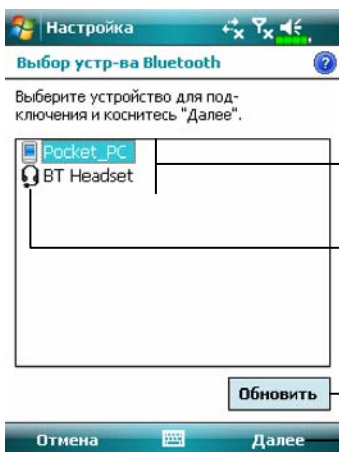 Настройка
Выбор устр-ва Bluetooth
Выберите устройство для под-
ключения и коснитесь "Далее".
Pocket_PC
BT Headset
Обновить
Отмена Далее